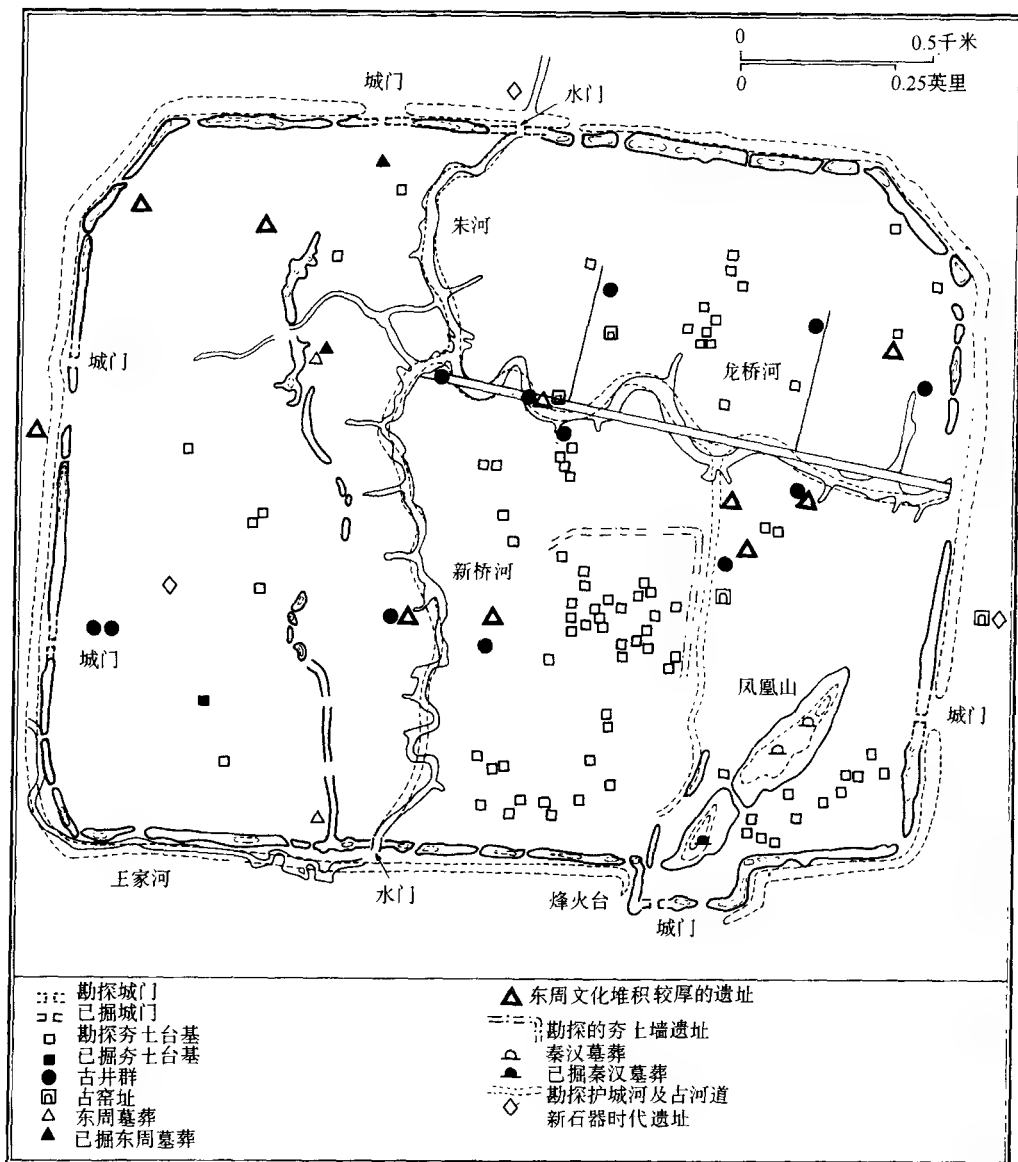 0 0.5千米
0 0.25英里
城门
水门
朱河
城门
龙桥河
新桥河
城门
凤凰山
城门
王家河
水门
烽火台
城门
勘探城门
已掘城门
勘探夯土台基
已掘夯土台基
古井群
古窑址
东周墓葬
已掘东周墓葬
东周文化堆积较厚的遗址
勘探的夯土墙遗址
秦汉墓葬
已掘秦汉墓葬
勘探护城河及古河道
新石器时代遗址